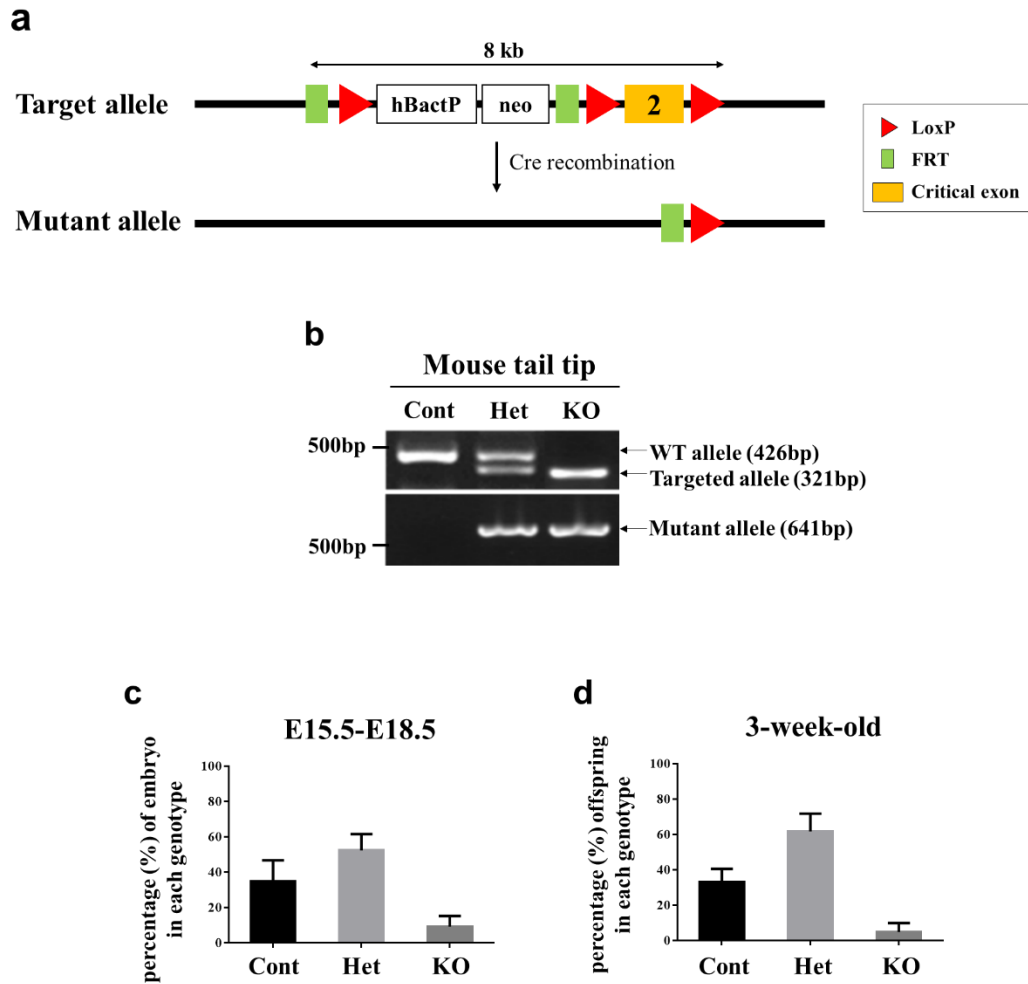 a
8 kb
Target allele
hBactP
neo
2
Cre recombination
Mutant allele
LoxP
FRT
Critical exon
b
Mouse tail tip
Cont Het KO
500bp
WT allele (426bp)
Targeted allele (321bp)
500bp
Mutant allele (641bp)
c
E15.5-E18.5
percentage (%) of embryo
in each genotype
100
80
60
40
20
0
Cont Het KO
d
3-week-old
percentage (%) offspring
in each genotype
100
80
60
40
20
0
Cont Het KO